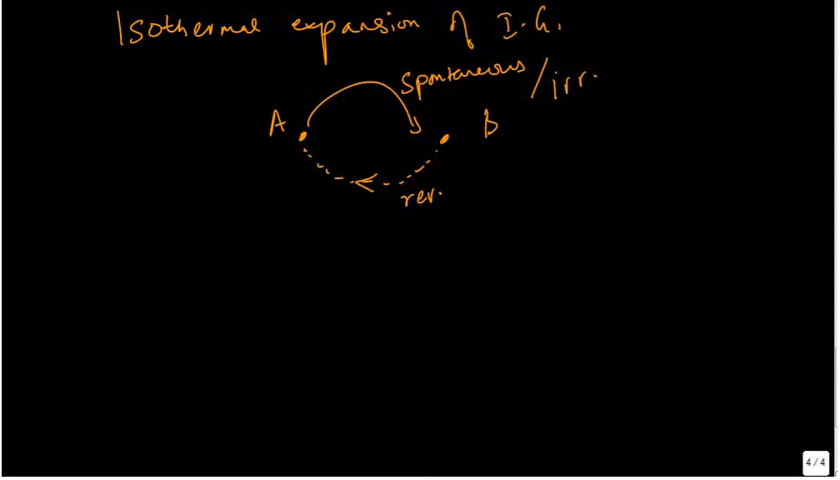 Isothermal expansion of I.G.
Spontaneous / irr.
A
B
rev.
4 / 4